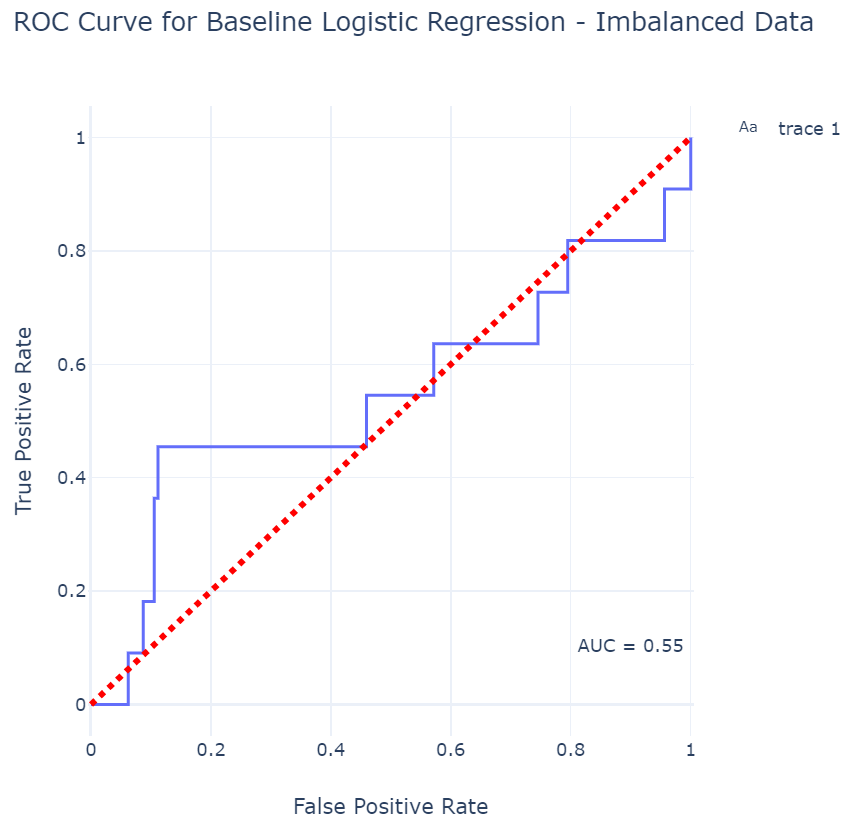 ROC Curve for Baseline Logistic Regression - Imbalanced Data
Aa trace 1
1
0.8
0.6
0.4
0.2
0
True Positive Rate
AUC = 0.55
0 0.2 0.4 0.6 0.8 1
False Positive Rate